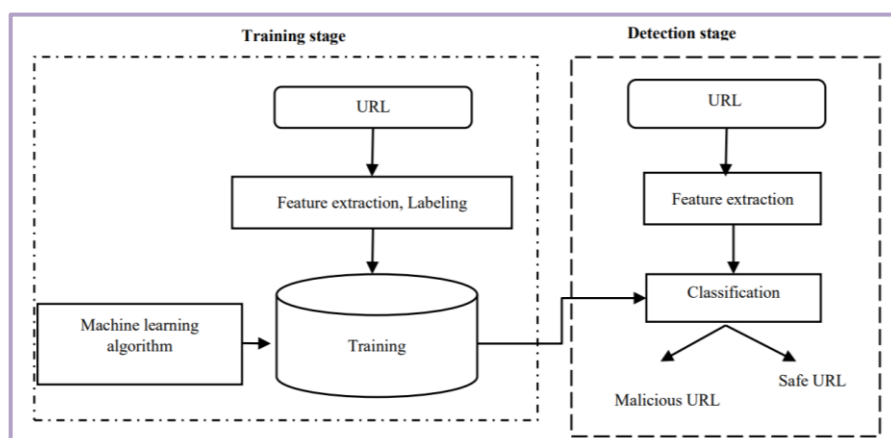 Training stage
URL
Feature extraction, Labeling
Machine learning
algorithm
Training
Detection stage
URL
Feature extraction
Classification
Malicious URL
Safe URL